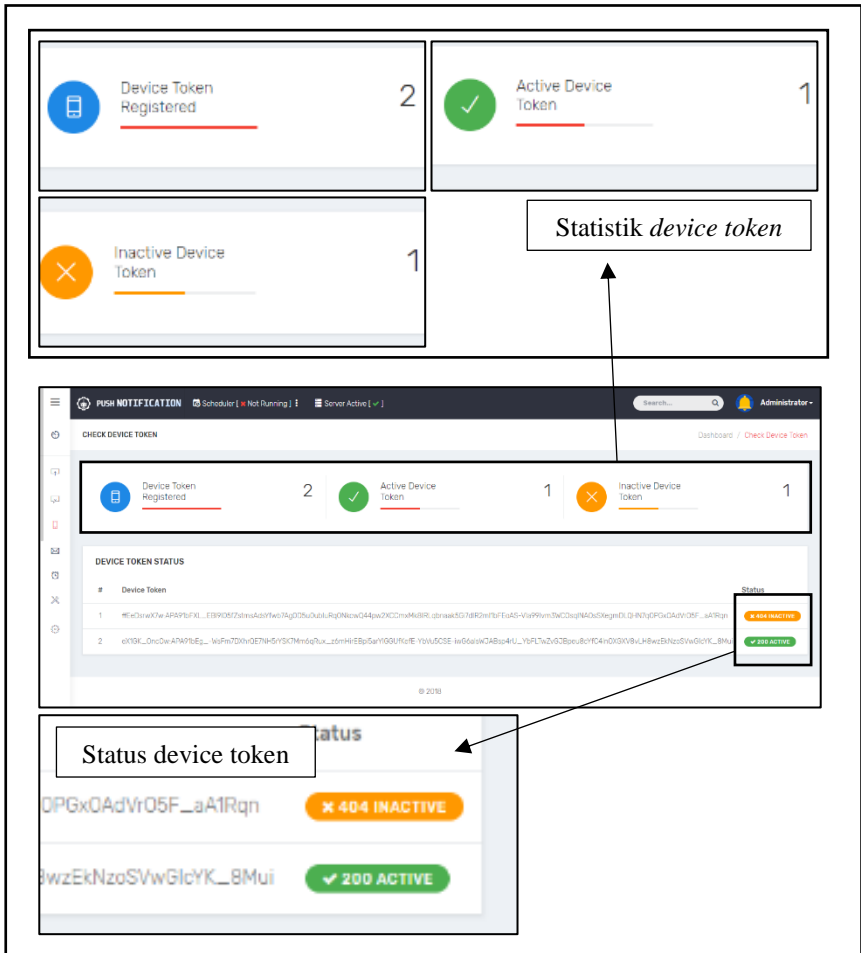 Device Token
Registered
2
Active Device
Token
1
Inactive Device
Token
1
Statistik device token
PUSH NOTIFICATION Scheduler [ Not Running ] Server Active [ ✓ ]
Search...
Administrator
CHECK DEVICE TOKEN
Dashboard / Check Device Token
Device Token
Registered
2
Active Device
Token
1
Inactive Device
Token
1
DEVICE TOKEN STATUS
# Device Token Status
1
× 404 INACTIVE
2
✓ 200 ACTIVE
© 2018
Status device token
Status
0PGxOAdVrO5F_aA1Rqn × 404 INACTIVE
8wzEkNzoSVwGlcYK_8Mui ✓ 200 ACTIVE